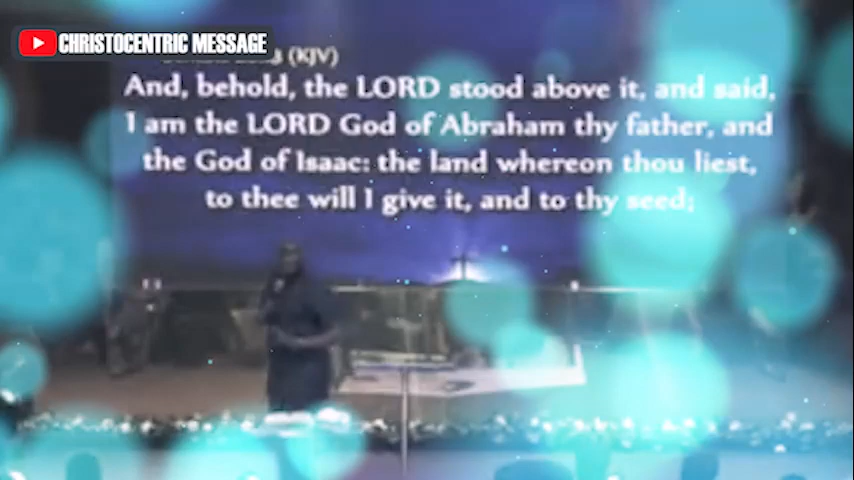 CHRISTOCENTRIC MESSAGE
(KJV)
And, behold, the LORD stood above it, and said,
I am the LORD God of Abraham thy father, and
the God of Isaac: the land whereon thou liest,
to thee will I give it, and to thy seed;